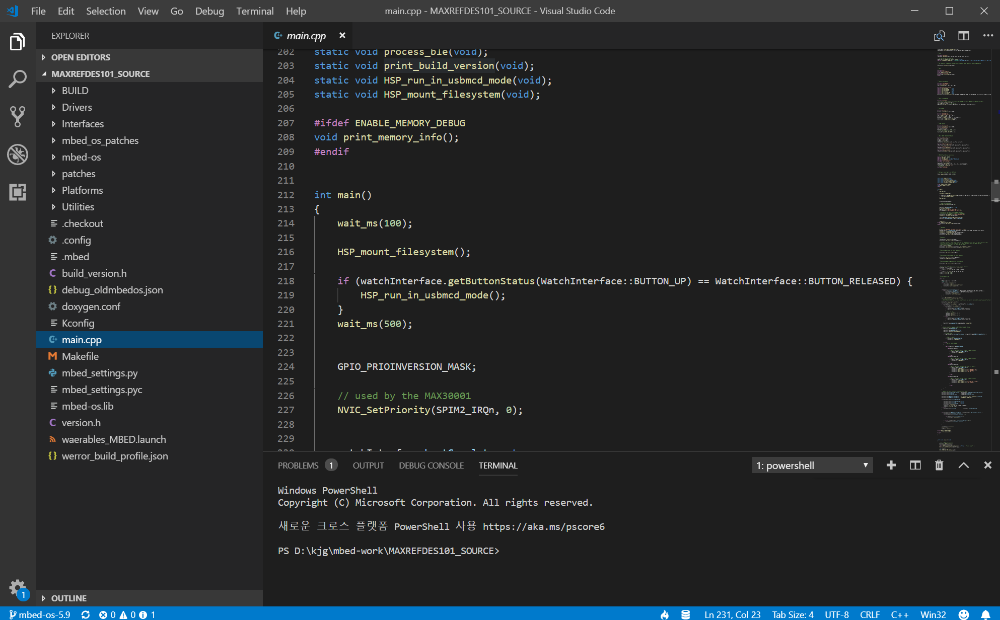 File Edit Selection View Go Debug Terminal Help
main.cpp - MAXREFDES101_SOURCE - Visual Studio Code
EXPLORER
OPEN EDITORS
MAXREFDES101_SOURCE
BUILD
Drivers
Interfaces
mbed_os_patches
mbed-os
patches
Platforms
Utilities
.checkout
.config
.mbed
build_version.h
debug_oldmbedos.json
doxygen.conf
Kconfig
main.cpp
Makefile
mbed_settings.py
mbed_settings.pyc
mbed-os.lib
version.h
waerables_MBED.launch
werror_build_profile.json
OUTLINE
main.cpp
202 static void process_ble(void);
203 static void print_build_version(void);
204 static void HSP_run_in_usbmcd_mode(void);
205 static void HSP_mount_filesystem(void);
206
207 #ifdef ENABLE_MEMORY_DEBUG
208 void print_memory_info();
209 #endif
210
211
212 int main()
213 {
214 wait_ms(100);
215
216 HSP_mount_filesystem();
217
218 if (watchInterface.getButtonStatus(WatchInterface::BUTTON_UP) == WatchInterface::BUTTON_RELEASED) {
219 HSP_run_in_usbmcd_mode();
220 }
221 wait_ms(500);
222
223
224 GPIO_PRIOINVERSION_MASK;
225
226 // used by the MAX30001
227 NVIC_SetPriority(SPIM2_IRQn, 0);
228
229
PROBLEMS 1 OUTPUT DEBUG CONSOLE TERMINAL
1: powershell
Windows PowerShell
Copyright (C) Microsoft Corporation. All rights reserved.
새로운 크로스 플랫폼 PowerShell 사용 https://aka.ms/pscore6
PS D:\kjg\mbed-work\MAXREFDES101_SOURCE>
1
mbed-os-5.9 0 0 1
Ln 231, Col 23 Tab Size: 4 UTF-8 CRLF C++ Win32